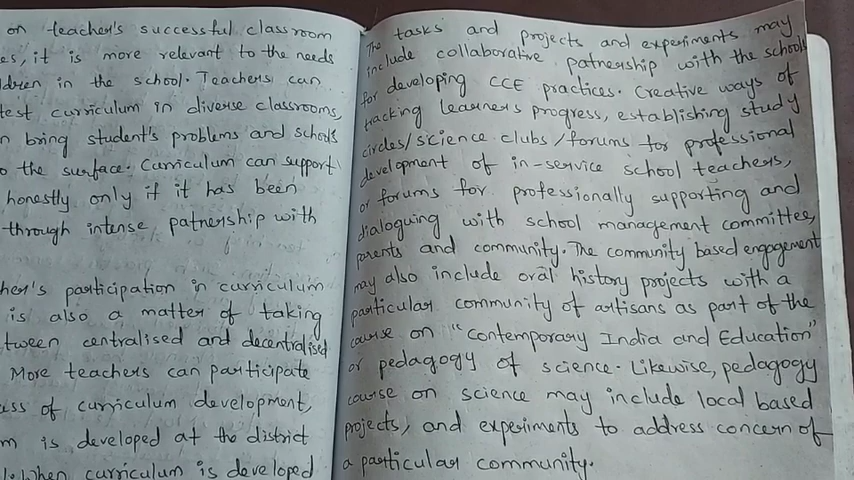 on teacher's successful classroom
es, it is more relevant to the needs
ldren in the school. Teachers can
test curriculum in diverse classrooms,
n bring student's problems and schools
o the surface. Curriculum can support
honestly only if it has been
through intense patnership with
her's participation in curriculum
is also a matter of taking
tween centralised and decentralised
More teachers can participate
ess of curriculum development,
m is developed at the district
l. When curriculum is developed
The tasks and projects and experiments may
include collaborative patnership with the schools
for developing CCE practices. Creative ways of
tracking learners progress, establishing study
circles/science clubs/forums for professional
development of in-service school teachers,
or forums for professionally supporting and
dialoguing with school management committee,
parents and community. The community based engagement
may also include oral history projects with a
particular community of artisans as part of the
course on "contemporary India and Education"
or pedagogy of science. Likewise, pedagogy
course on science may include local based
projects, and experiments to address concern of
a particular community.